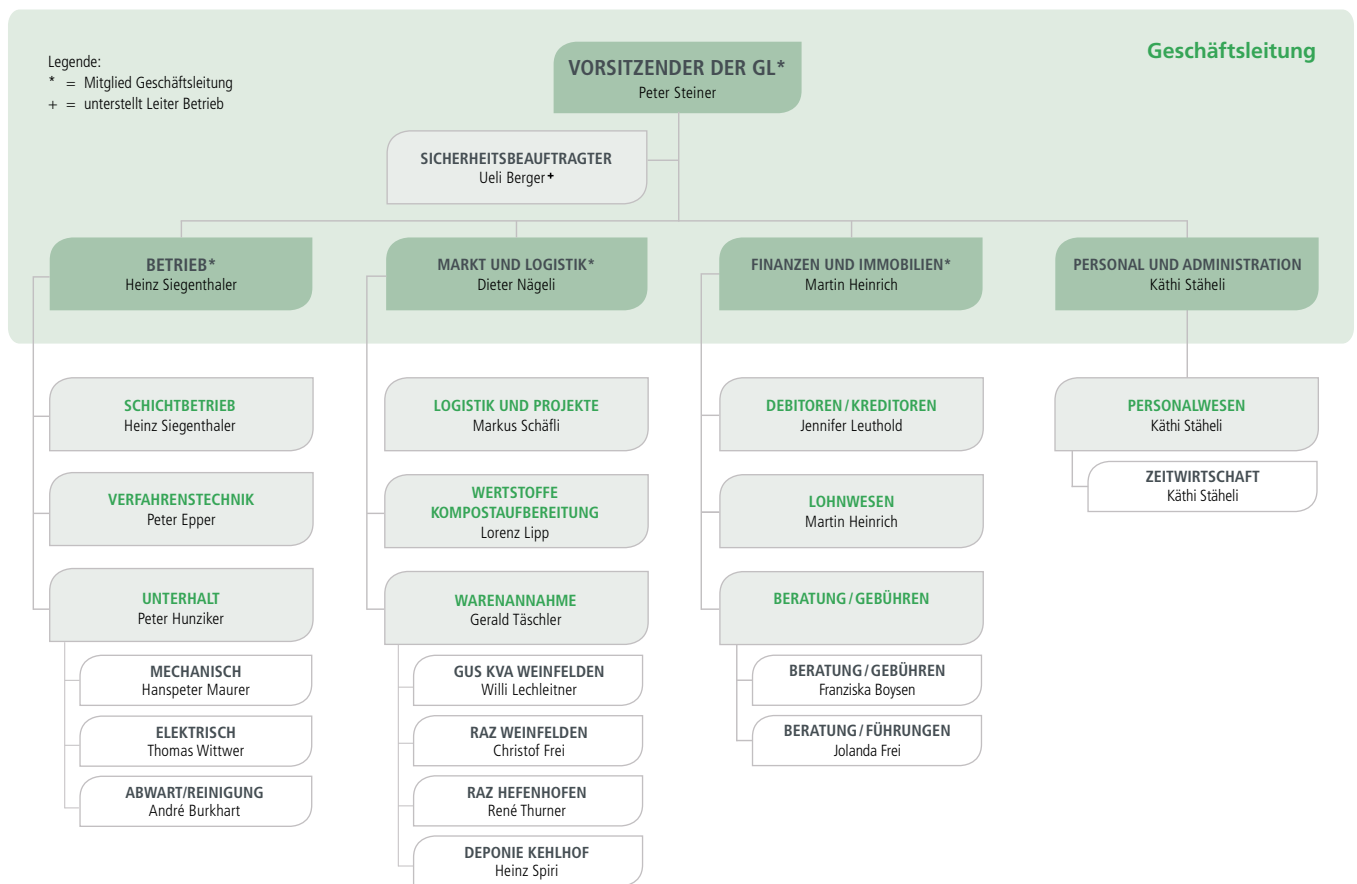 Geschäftsleitung
Legende:
* = Mitglied Geschäftsleitung
+ = unterstellt Leiter Betrieb
VORSITZENDER DER GL*
Peter Steiner
SICHERHEITSBEAUFTRAGTER
Ueli Berger+
BETRIEB*
Heinz Siegenthaler
SCHICHTBETRIEB
Heinz Siegenthaler
VERFAHRENSTECHNIK
Peter Epper
UNTERHALT
Peter Hunziker
MECHANISCH
Hanspeter Maurer
ELEKTRISCH
Thomas Wittwer
ABWART/REINIGUNG
André Burkhart
MARKT UND LOGISTIK*
Dieter Nägeli
LOGISTIK UND PROJEKTE
Markus Schäfli
WERTSTOFFE
KOMPOSTAUFBEREITUNG
Lorenz Lipp
WARENANNAHME
Gerald Täschler
GUS KVA WEINFELDEN
Willi Lechleitner
RAZ WEINFELDEN
Christof Frei
RAZ HEFENHOFEN
René Thurner
DEPONIE KEHLHOF
Heinz Spiri
FINANZEN UND IMMOBILIEN*
Martin Heinrich
DEBITOREN/KREDITOREN
Jennifer Leuthold
LOHNWESEN
Martin Heinrich
BERATUNG/GEBÜHREN
BERATUNG/GEBÜHREN
Franziska Boysen
BERATUNG/FÜHRUNGEN
Jolanda Frei
PERSONAL UND ADMINISTRATION
Käthi Stäheli
PERSONALWESEN
Käthi Stäheli
ZEITWIRTSCHAFT
Käthi Stäheli